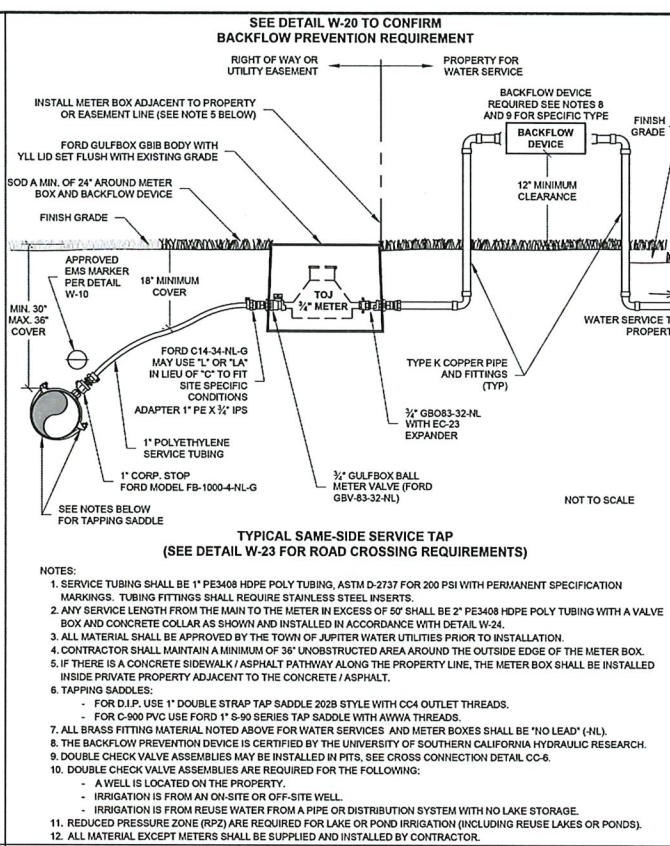 SEE DETAIL W-20 TO CONFIRM
BACKFLOW PREVENTION REQUIREMENT
RIGHT OF WAY OR
UTILITY EASEMENT
PROPERTY FOR
WATER SERVICE
INSTALL METER BOX ADJACENT TO PROPERTY
OR EASEMENT LINE (SEE NOTE 5 BELOW)
BACKFLOW DEVICE
REQUIRED SEE NOTES 8
AND 9 FOR SPECIFIC TYPE
FINISH
GRADE
BACKFLOW
DEVICE
FORD GULFBOX GBIB BODY WITH
YLL LID SET FLUSH WITH EXISTING GRADE
SOD A MIN. OF 24" AROUND METER
BOX AND BACKFLOW DEVICE
12" MINIMUM
CLEARANCE
FINISH GRADE
APPROVED
EMS MARKER
PER DETAIL
W-10
18" MINIMUM
COVER
MIN. 30"
MAX. 36"
COVER
TOJ
¾" METER
WATER SERVICE T
PROPERT
FORD C14-34-NL-G
MAY USE "L" OR "LA"
IN LIEU OF "C" TO FIT
SITE SPECIFIC
CONDITIONS
ADAPTER 1" PE X ¾" IPS
TYPE K COPPER PIPE
AND FITTINGS
(TYP)
¾" GBO83-32-NL
WITH EC-23
EXPANDER
1" POLYETHYLENE
SERVICE TUBING
1" CORP. STOP
FORD MODEL FB-1000-4-NL-G
¾" GULFBOX BALL
METER VALVE (FORD
GBV-83-32-NL)
SEE NOTES BELOW
FOR TAPPING SADDLE
NOT TO SCALE
TYPICAL SAME-SIDE SERVICE TAP
(SEE DETAIL W-23 FOR ROAD CROSSING REQUIREMENTS)
NOTES:
1. SERVICE TUBING SHALL BE 1" PE3408 HDPE POLY TUBING, ASTM D-2737 FOR 200 PSI WITH PERMANENT SPECIFICATION
MARKINGS. TUBING FITTINGS SHALL REQUIRE STAINLESS STEEL INSERTS.
2. ANY SERVICE LENGTH FROM THE MAIN TO THE METER IN EXCESS OF 50' SHALL BE 2" PE3408 HDPE POLY TUBING WITH A VALVE
BOX AND CONCRETE COLLAR AS SHOWN AND INSTALLED IN ACCORDANCE WITH DETAIL W-24.
3. ALL MATERIAL SHALL BE APPROVED BY THE TOWN OF JUPITER WATER UTILITIES PRIOR TO INSTALLATION.
4. CONTRACTOR SHALL MAINTAIN A MINIMUM OF 36" UNOBSTRUCTED AREA AROUND THE OUTSIDE EDGE OF THE METER BOX.
5. IF THERE IS A CONCRETE SIDEWALK / ASPHALT PATHWAY ALONG THE PROPERTY LINE, THE METER BOX SHALL BE INSTALLED
INSIDE PRIVATE PROPERTY ADJACENT TO THE CONCRETE / ASPHALT.
6. TAPPING SADDLES:
- FOR D.I.P. USE 1" DOUBLE STRAP TAP SADDLE 202B STYLE WITH CC4 OUTLET THREADS.
- FOR C-900 PVC USE FORD 1" S-90 SERIES TAP SADDLE WITH AWWA THREADS.
7. ALL BRASS FITTING MATERIAL NOTED ABOVE FOR WATER SERVICES AND METER BOXES SHALL BE "NO LEAD" (-NL).
8. THE BACKFLOW PREVENTION DEVICE IS CERTIFIED BY THE UNIVERSITY OF SOUTHERN CALIFORNIA HYDRAULIC RESEARCH.
9. DOUBLE CHECK VALVE ASSEMBLIES MAY BE INSTALLED IN PITS, SEE CROSS CONNECTION DETAIL CC-6.
10. DOUBLE CHECK VALVE ASSEMBLIES ARE REQUIRED FOR THE FOLLOWING:
- A WELL IS LOCATED ON THE PROPERTY.
- IRRIGATION IS FROM AN ON-SITE OR OFF-SITE WELL.
- IRRIGATION IS FROM REUSE WATER FROM A PIPE OR DISTRIBUTION SYSTEM WITH NO LAKE STORAGE.
11. REDUCED PRESSURE ZONE (RPZ) ARE REQUIRED FOR LAKE OR POND IRRIGATION (INCLUDING REUSE LAKES OR PONDS).
12. ALL MATERIAL EXCEPT METERS SHALL BE SUPPLIED AND INSTALLED BY CONTRACTOR.